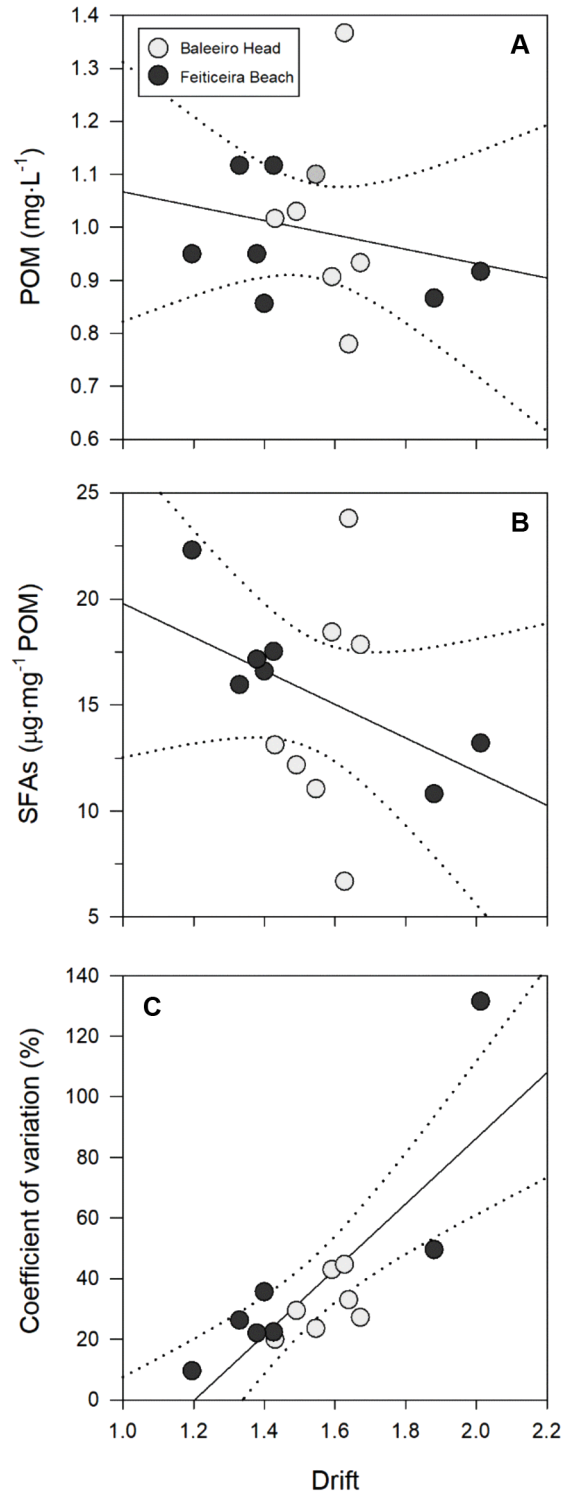 1.4
1.3
1.2
1.1
1.0
0.9
0.8
0.7
0.6
POM (mg·L⁻¹)
Baleeiro Head
Feiticeira Beach
A
25
20
15
10
5
SFAs (µg·mg⁻¹ POM)
B
140
120
100
80
60
40
20
0
Coefficient of variation (%)
C
1.0 1.2 1.4 1.6 1.8 2.0 2.2
Drift